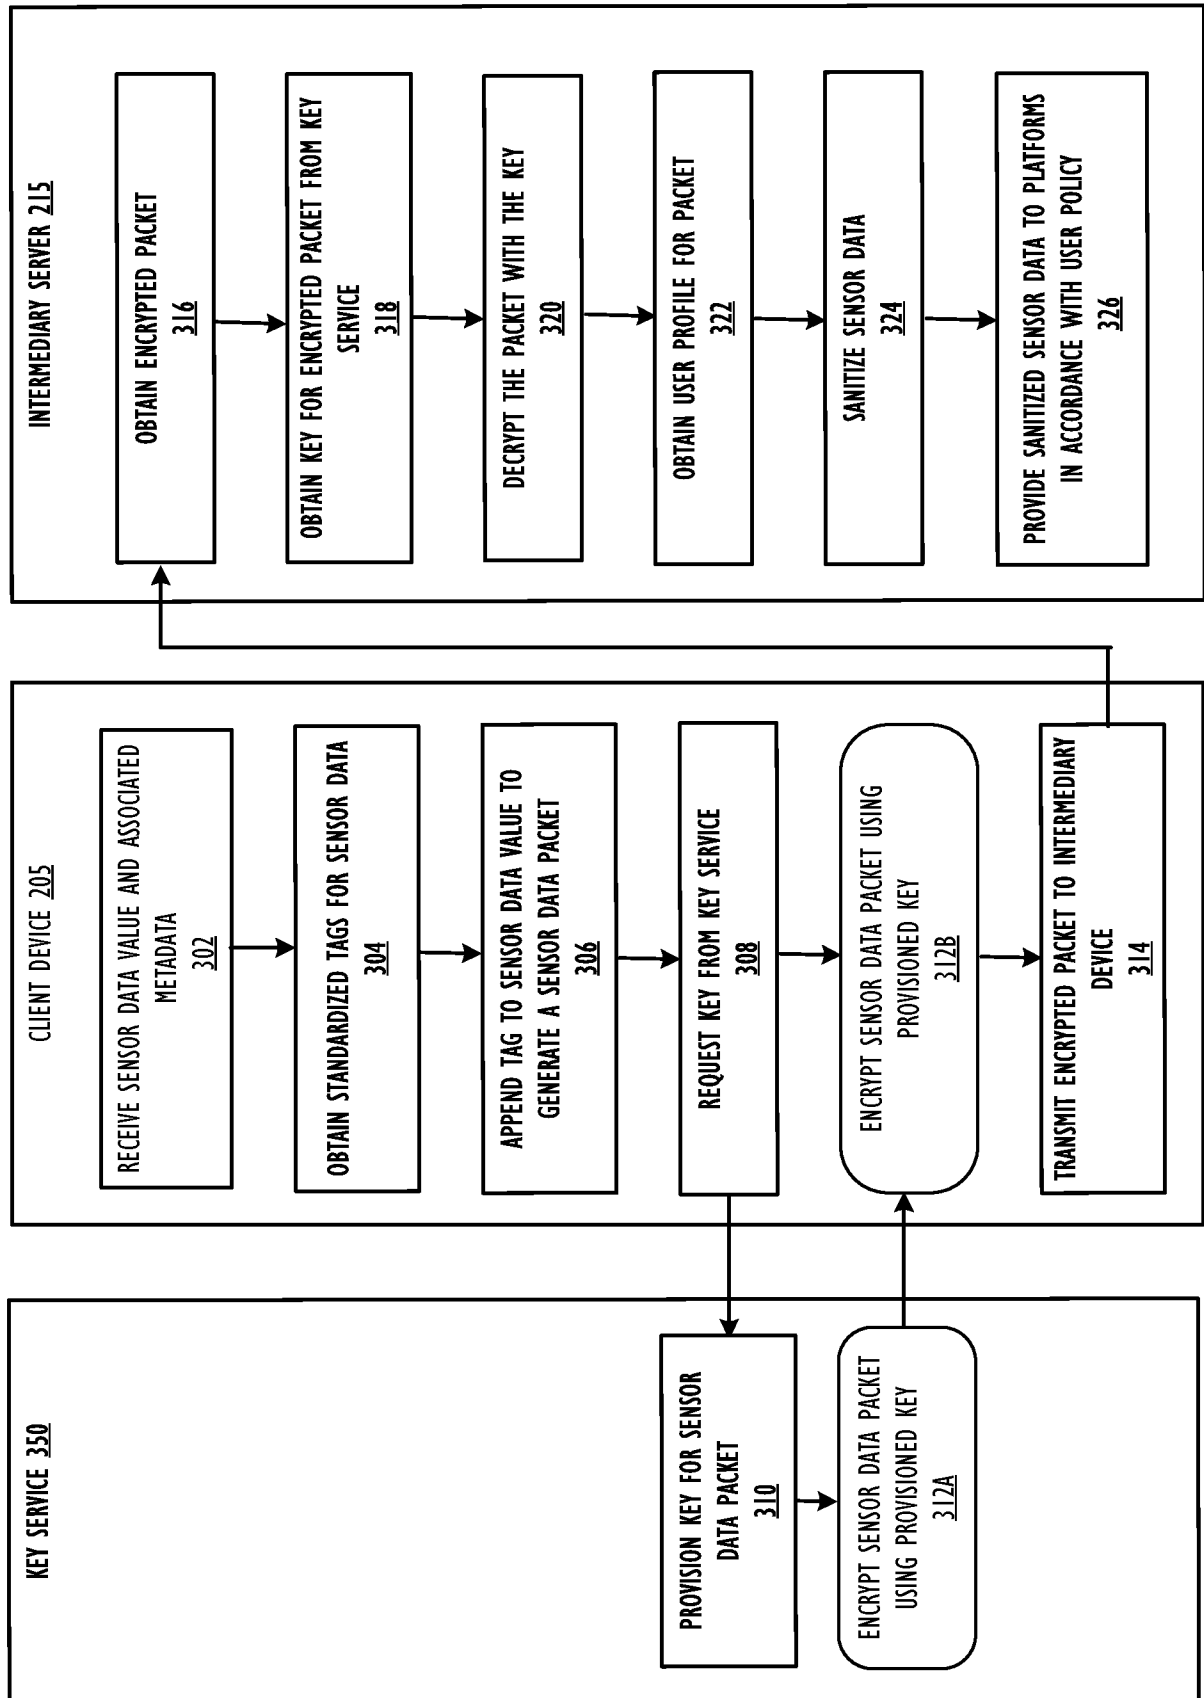 KEY SERVICE 350
PROVISION KEY FOR SENSOR
DATA PACKET
310
ENCRYPT SENSOR DATA PACKET
USING PROVISIONED KEY
312A
CLIENT DEVICE 205
RECEIVE SENSOR DATA VALUE AND ASSOCIATED
METADATA
302
OBTAIN STANDARDIZED TAGS FOR SENSOR DATA
304
APPEND TAG TO SENSOR DATA VALUE TO
GENERATE A SENSOR DATA PACKET
306
REQUEST KEY FROM KEY SERVICE
308
ENCRYPT SENSOR DATA PACKET USING
PROVISIONED KEY
312B
TRANSMIT ENCRYPTED PACKET TO INTERMEDIARY
DEVICE
314
INTERMEDIARY SERVER 215
OBTAIN ENCRYPTED PACKET
316
OBTAIN KEY FOR ENCRYPTED PACKET FROM KEY
SERVICE
318
DECRYPT THE PACKET WITH THE KEY
320
OBTAIN USER PROFILE FOR PACKET
322
SANITIZE SENSOR DATA
324
PROVIDE SANITIZED SENSOR DATA TO PLATFORMS
IN ACCORDANCE WITH USER POLICY
326